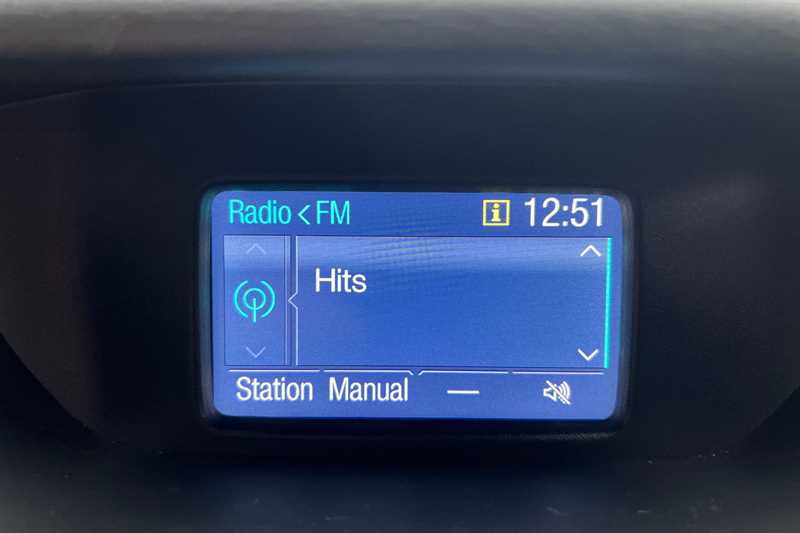 Radio < FM i 12:51
Hits
Station Manual —